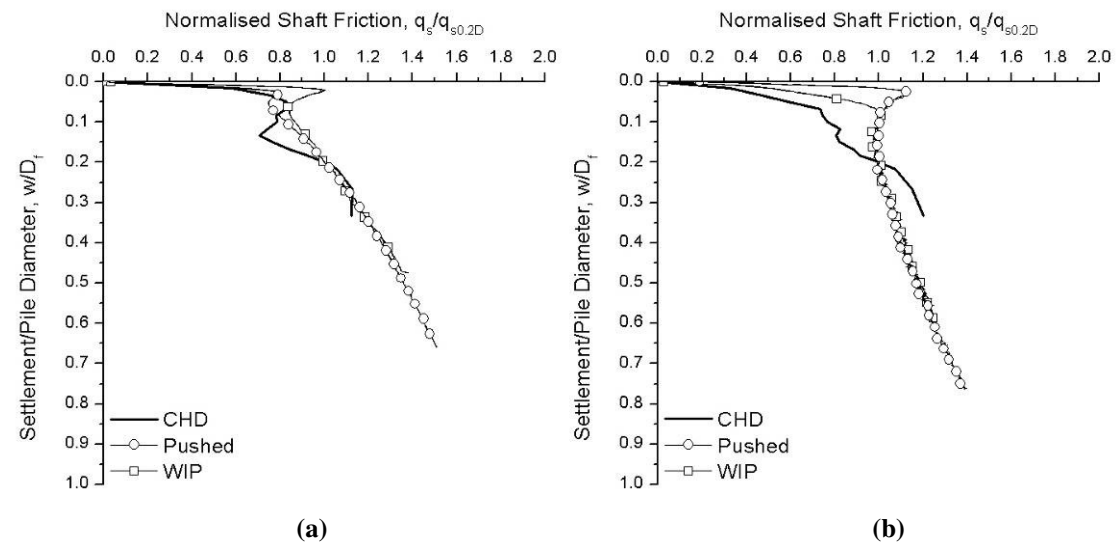 Normalised Shaft Friction, qs/qs0.2D
0.0 0.2 0.4 0.6 0.8 1.0 1.2 1.4 1.6 1.8 2.0
0.0
0.1
0.2
0.3
0.4
0.5
0.6
0.7
0.8
0.9
1.0
Settlement/Pile Diameter, w/Df
CHD
Pushed
WIP
(a)
Normalised Shaft Friction, qs/qs0.2D
0.0 0.2 0.4 0.6 0.8 1.0 1.2 1.4 1.6 1.8 2.0
0.0
0.1
0.2
0.3
0.4
0.5
0.6
0.7
0.8
0.9
1.0
Settlement/Pile Diameter, w/Df
CHD
Pushed
WIP
(b)